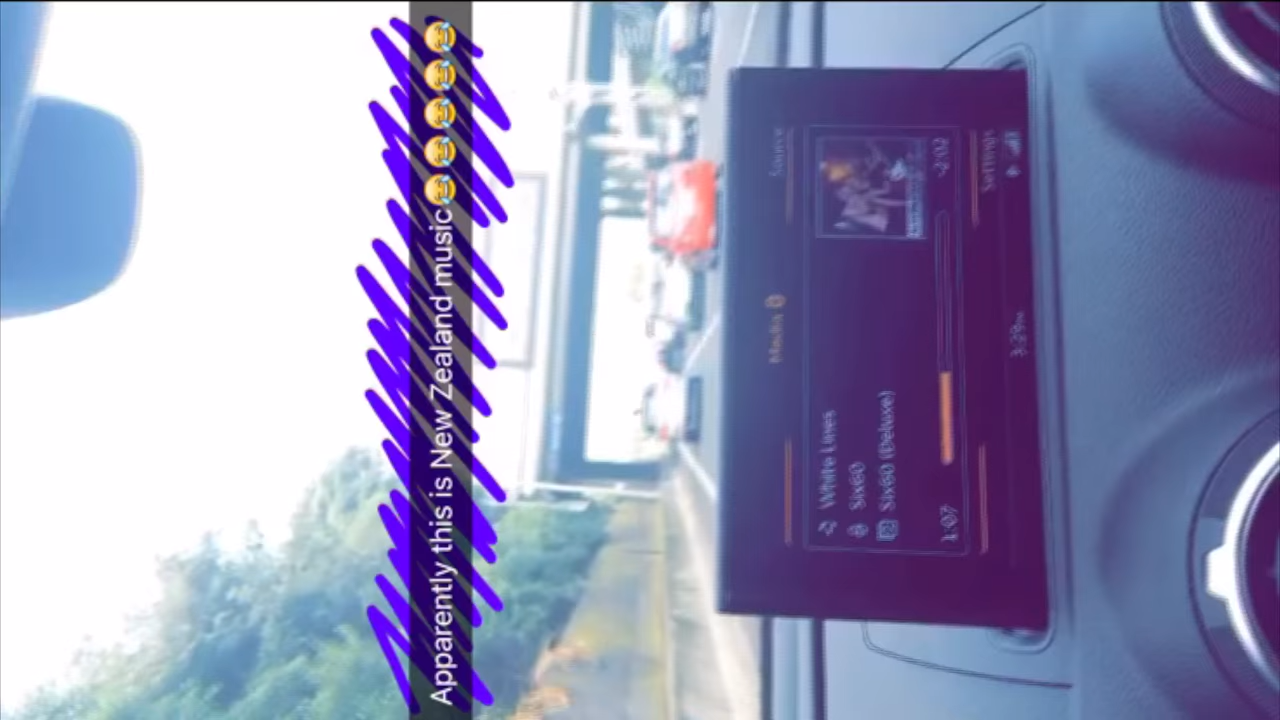 Apparently this is New Zealand music😂😂😂😂😂
Media
Source
White Lines
Six60
Six60 (Deluxe)
1:07
-2:02
3:29
Settings